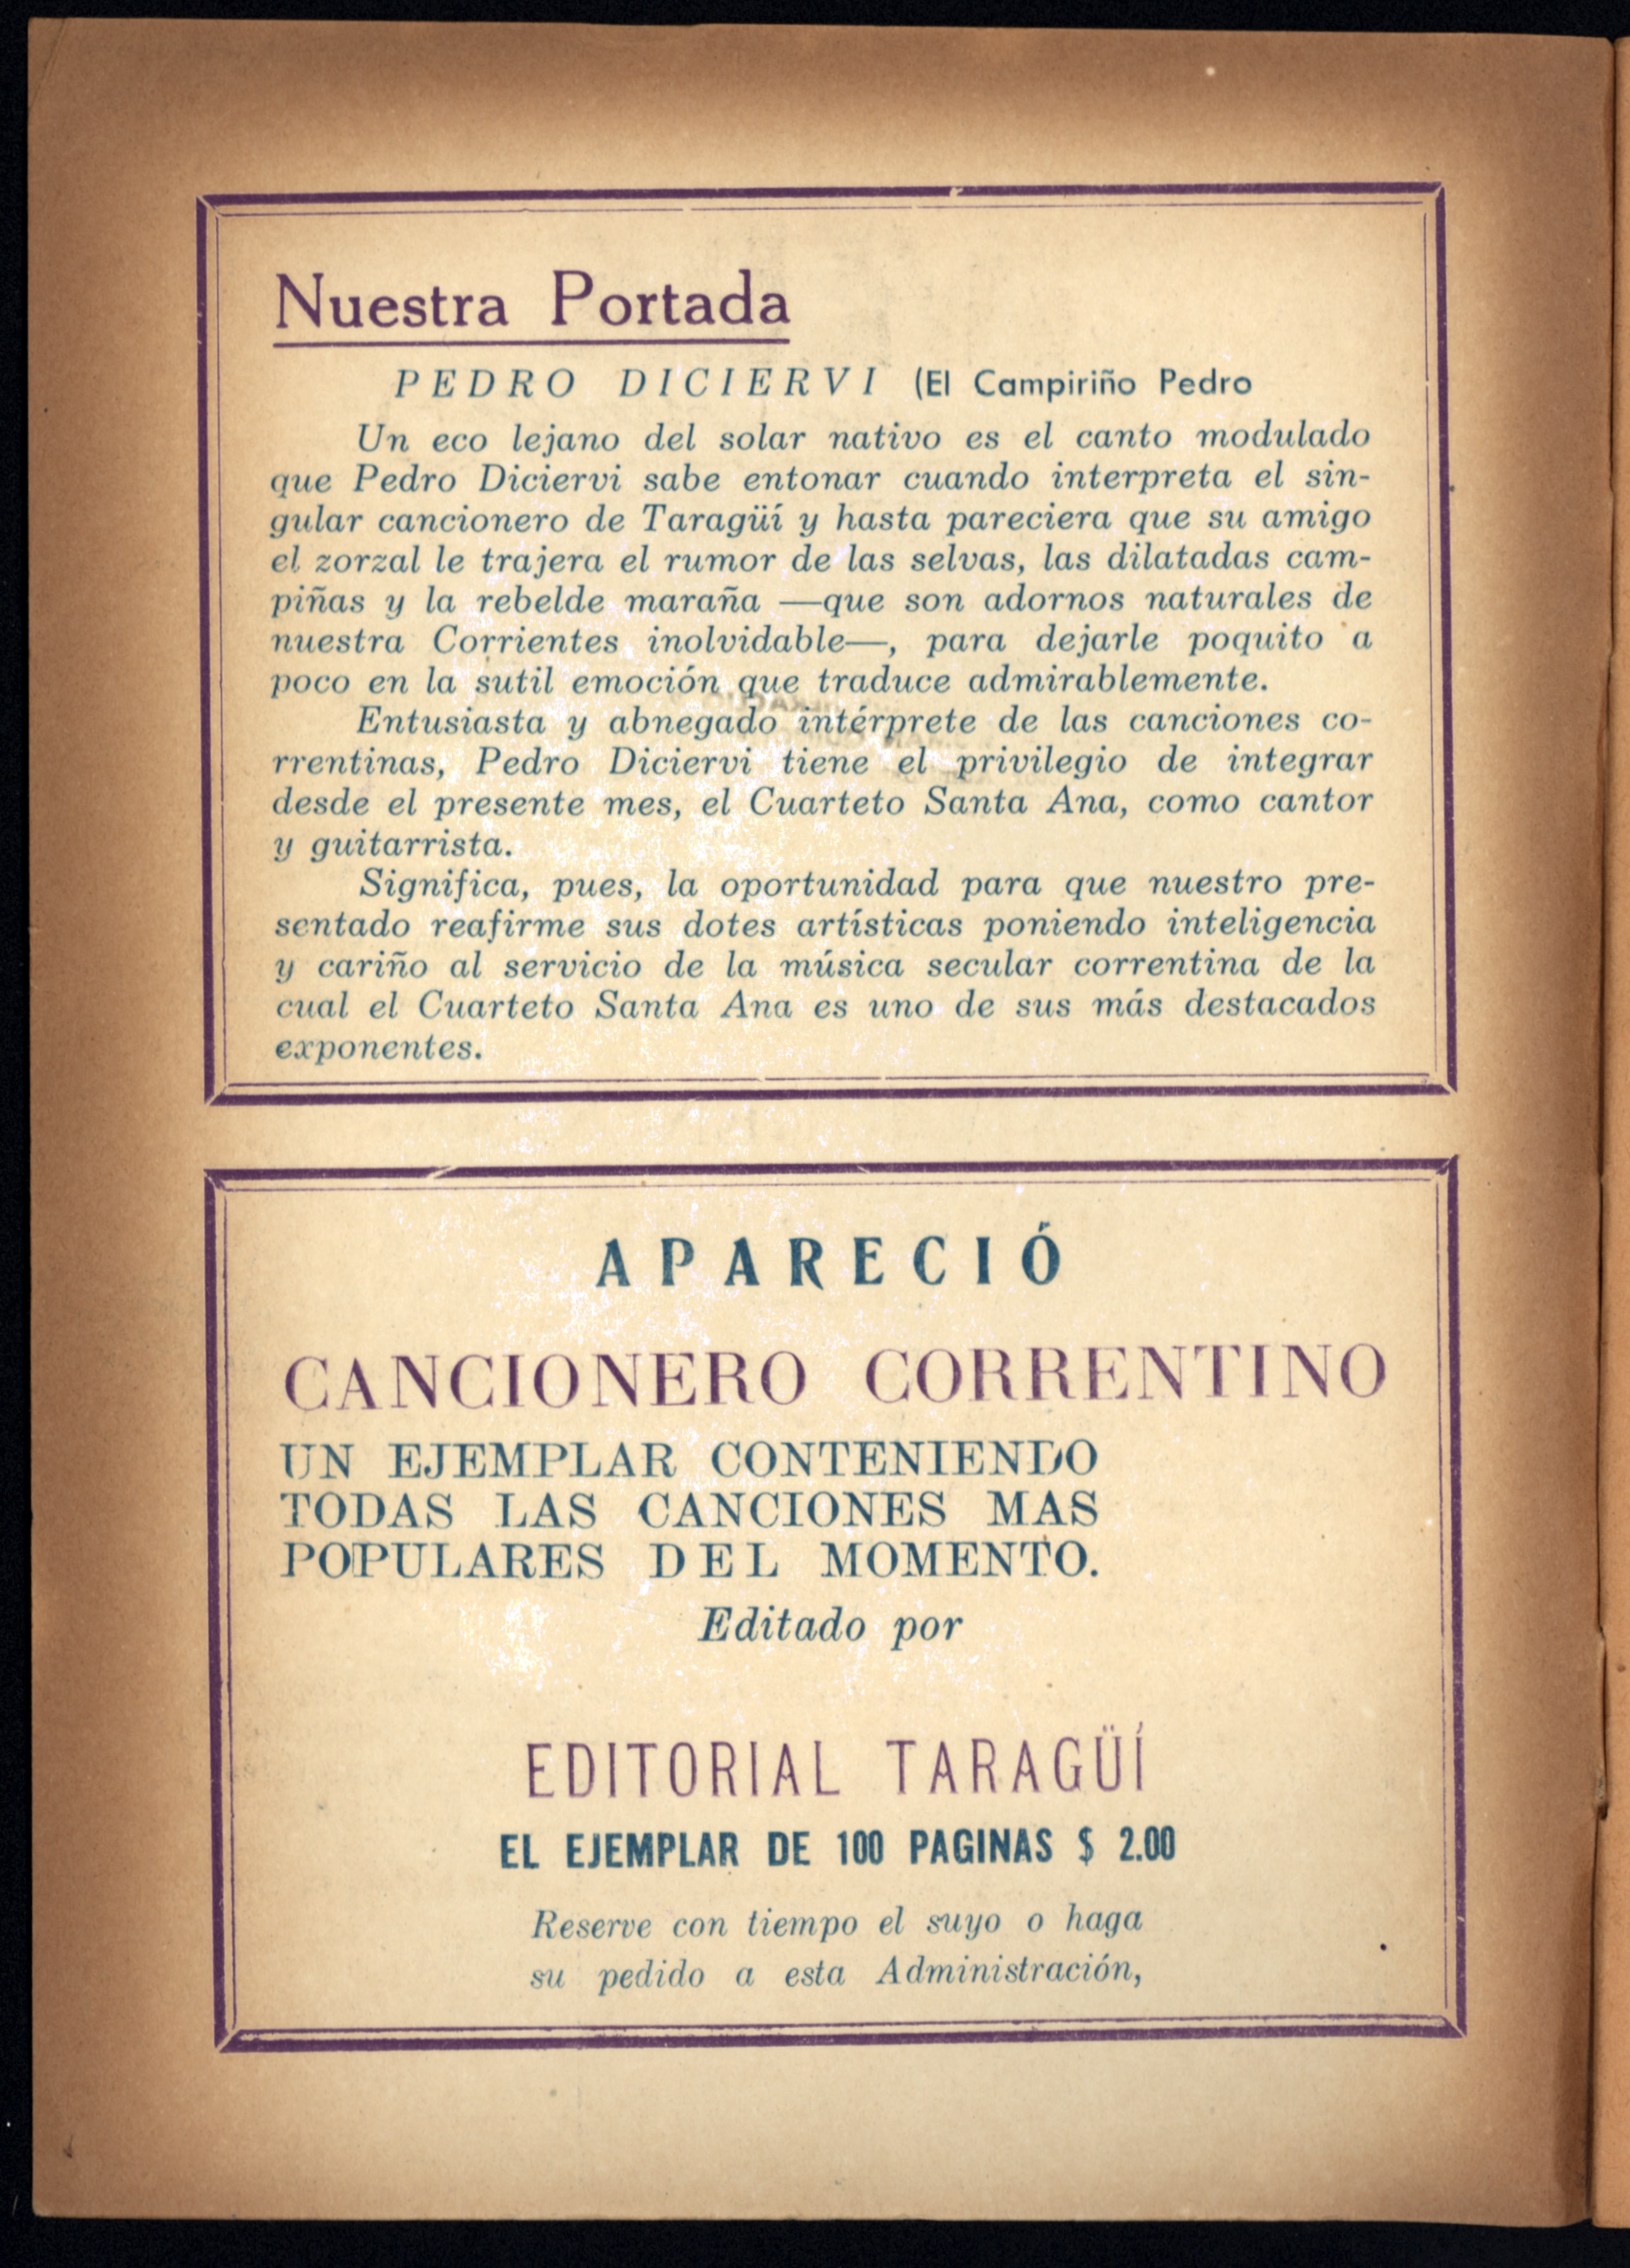 Nuestra Portada
PEDRO DICIERVI (El Campiriño Pedro
Un eco lejano del solar nativo es el canto modulado
que Pedro Diciervi sabe entonar cuando interpreta el sin-
gular cancionero de Taragüí y hasta pareciera que su amigo
el zorzal le trajera el rumor de las selvas, las dilatadas cam-
piñas y la rebelde maraña —que son adornos naturales de
nuestra Corrientes inolvidable—, para dejarle poquito a
poco en la sutil emoción que traduce admirablemente.
Entusiasta y abnegado intérprete de las canciones co-
rrentinas, Pedro Diciervi tiene el privilegio de integrar
desde el presente mes, el Cuarteto Santa Ana, como cantor
y guitarrista.
Significa, pues, la oportunidad para que nuestro pre-
sentado reafirme sus dotes artísticas poniendo inteligencia
y cariño al servicio de la música secular correntina de la
cual el Cuarteto Santa Ana es uno de sus más destacados
exponentes.
APARECIÓ
CANCIONERO CORRENTINO
UN EJEMPLAR CONTENIENDO
TODAS LAS CANCIONES MAS
POPULARES DEL MOMENTO.
Editado por
EDITORIAL TARAGÜÍ
EL EJEMPLAR DE 100 PAGINAS $ 2.00
Reserve con tiempo el suyo o haga
su pedido a esta Administración,